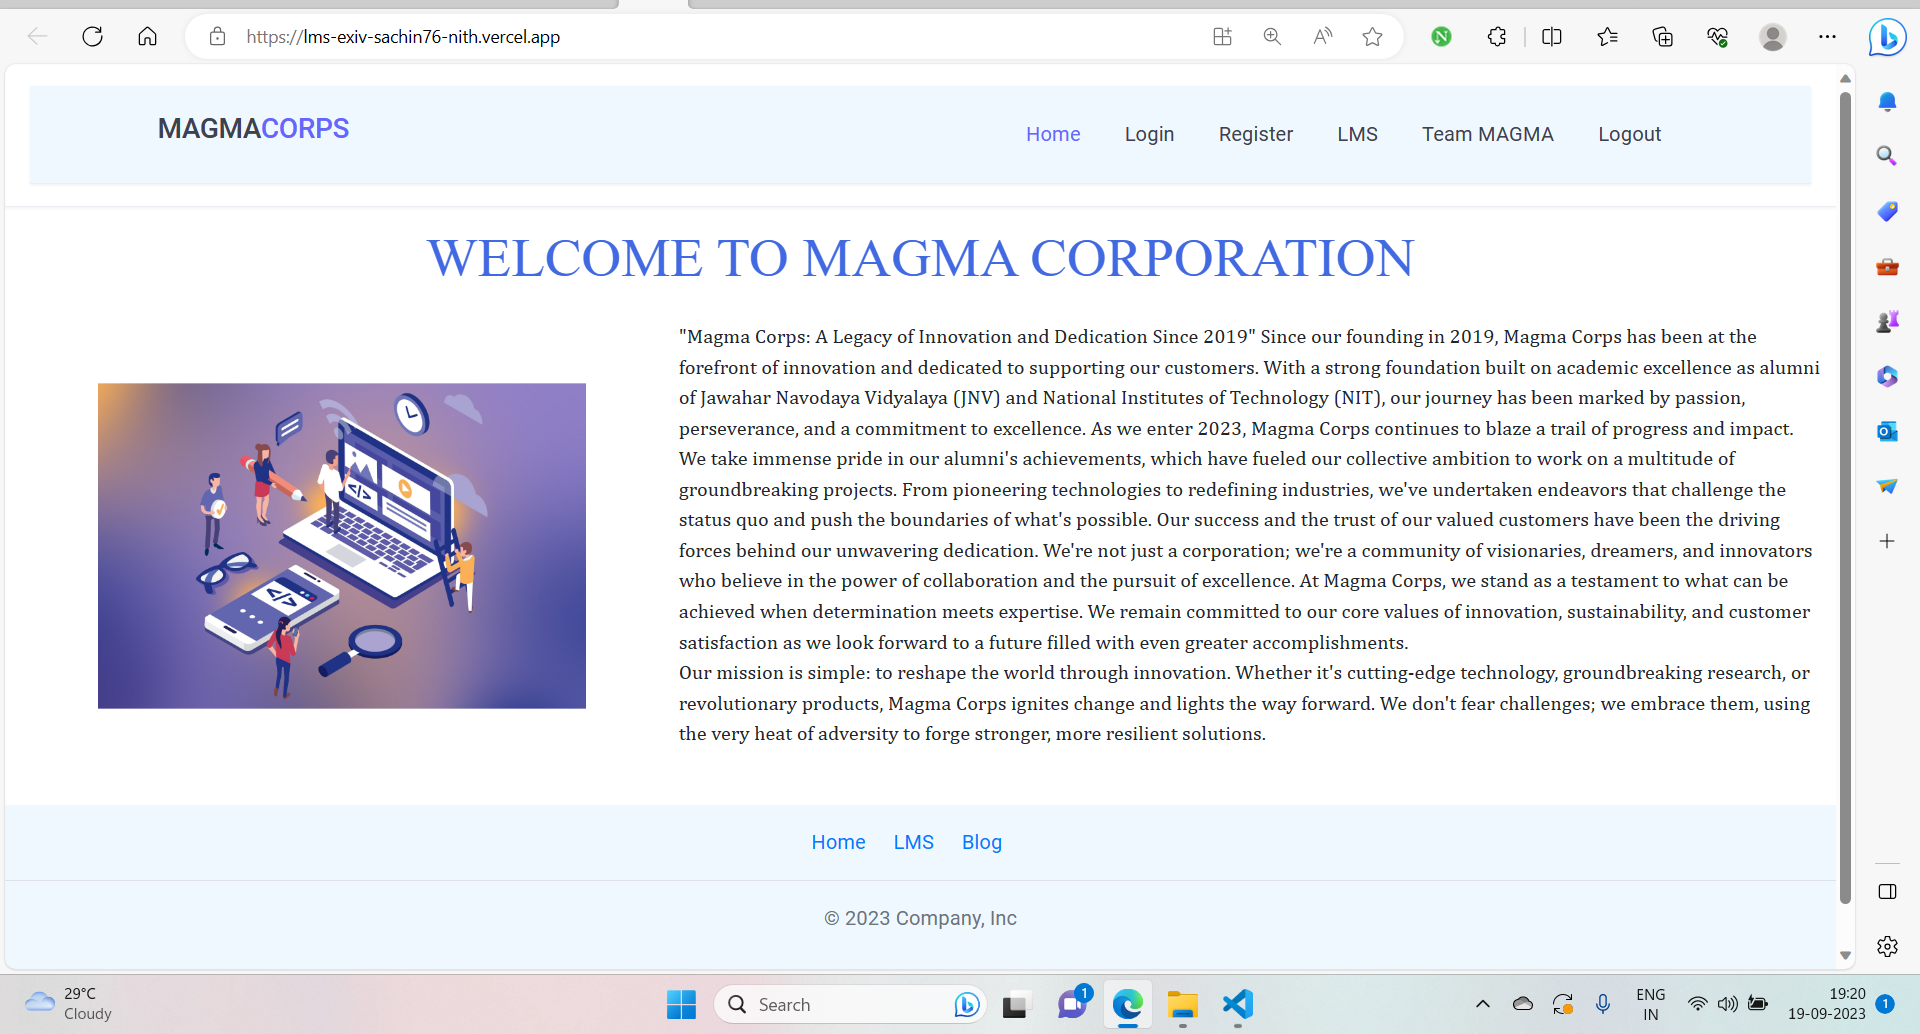 https://lms-exiv-sachin76-nith.vercel.app
MAGMACORPS
Home Login Register LMS Team MAGMA Logout
WELCOME TO MAGMA CORPORATION
"Magma Corps: A Legacy of Innovation and Dedication Since 2019" Since our founding in 2019, Magma Corps has been at the
forefront of innovation and dedicated to supporting our customers. With a strong foundation built on academic excellence as alumni
of Jawahar Navodaya Vidyalaya (JNV) and National Institutes of Technology (NIT), our journey has been marked by passion,
perseverance, and a commitment to excellence. As we enter 2023, Magma Corps continues to blaze a trail of progress and impact.
We take immense pride in our alumni's achievements, which have fueled our collective ambition to work on a multitude of
groundbreaking projects. From pioneering technologies to redefining industries, we've undertaken endeavors that challenge the
status quo and push the boundaries of what's possible. Our success and the trust of our valued customers have been the driving
forces behind our unwavering dedication. We're not just a corporation; we're a community of visionaries, dreamers, and innovators
who believe in the power of collaboration and the pursuit of excellence. At Magma Corps, we stand as a testament to what can be
achieved when determination meets expertise. We remain committed to our core values of innovation, sustainability, and customer
satisfaction as we look forward to a future filled with even greater accomplishments.
Our mission is simple: to reshape the world through innovation. Whether it's cutting-edge technology, groundbreaking research, or
revolutionary products, Magma Corps ignites change and lights the way forward. We don't fear challenges; we embrace them, using
the very heat of adversity to forge stronger, more resilient solutions.
Home LMS Blog
© 2023 Company, Inc
29°C
Cloudy
Search
1
ENG
IN
19:20
19-09-2023
1